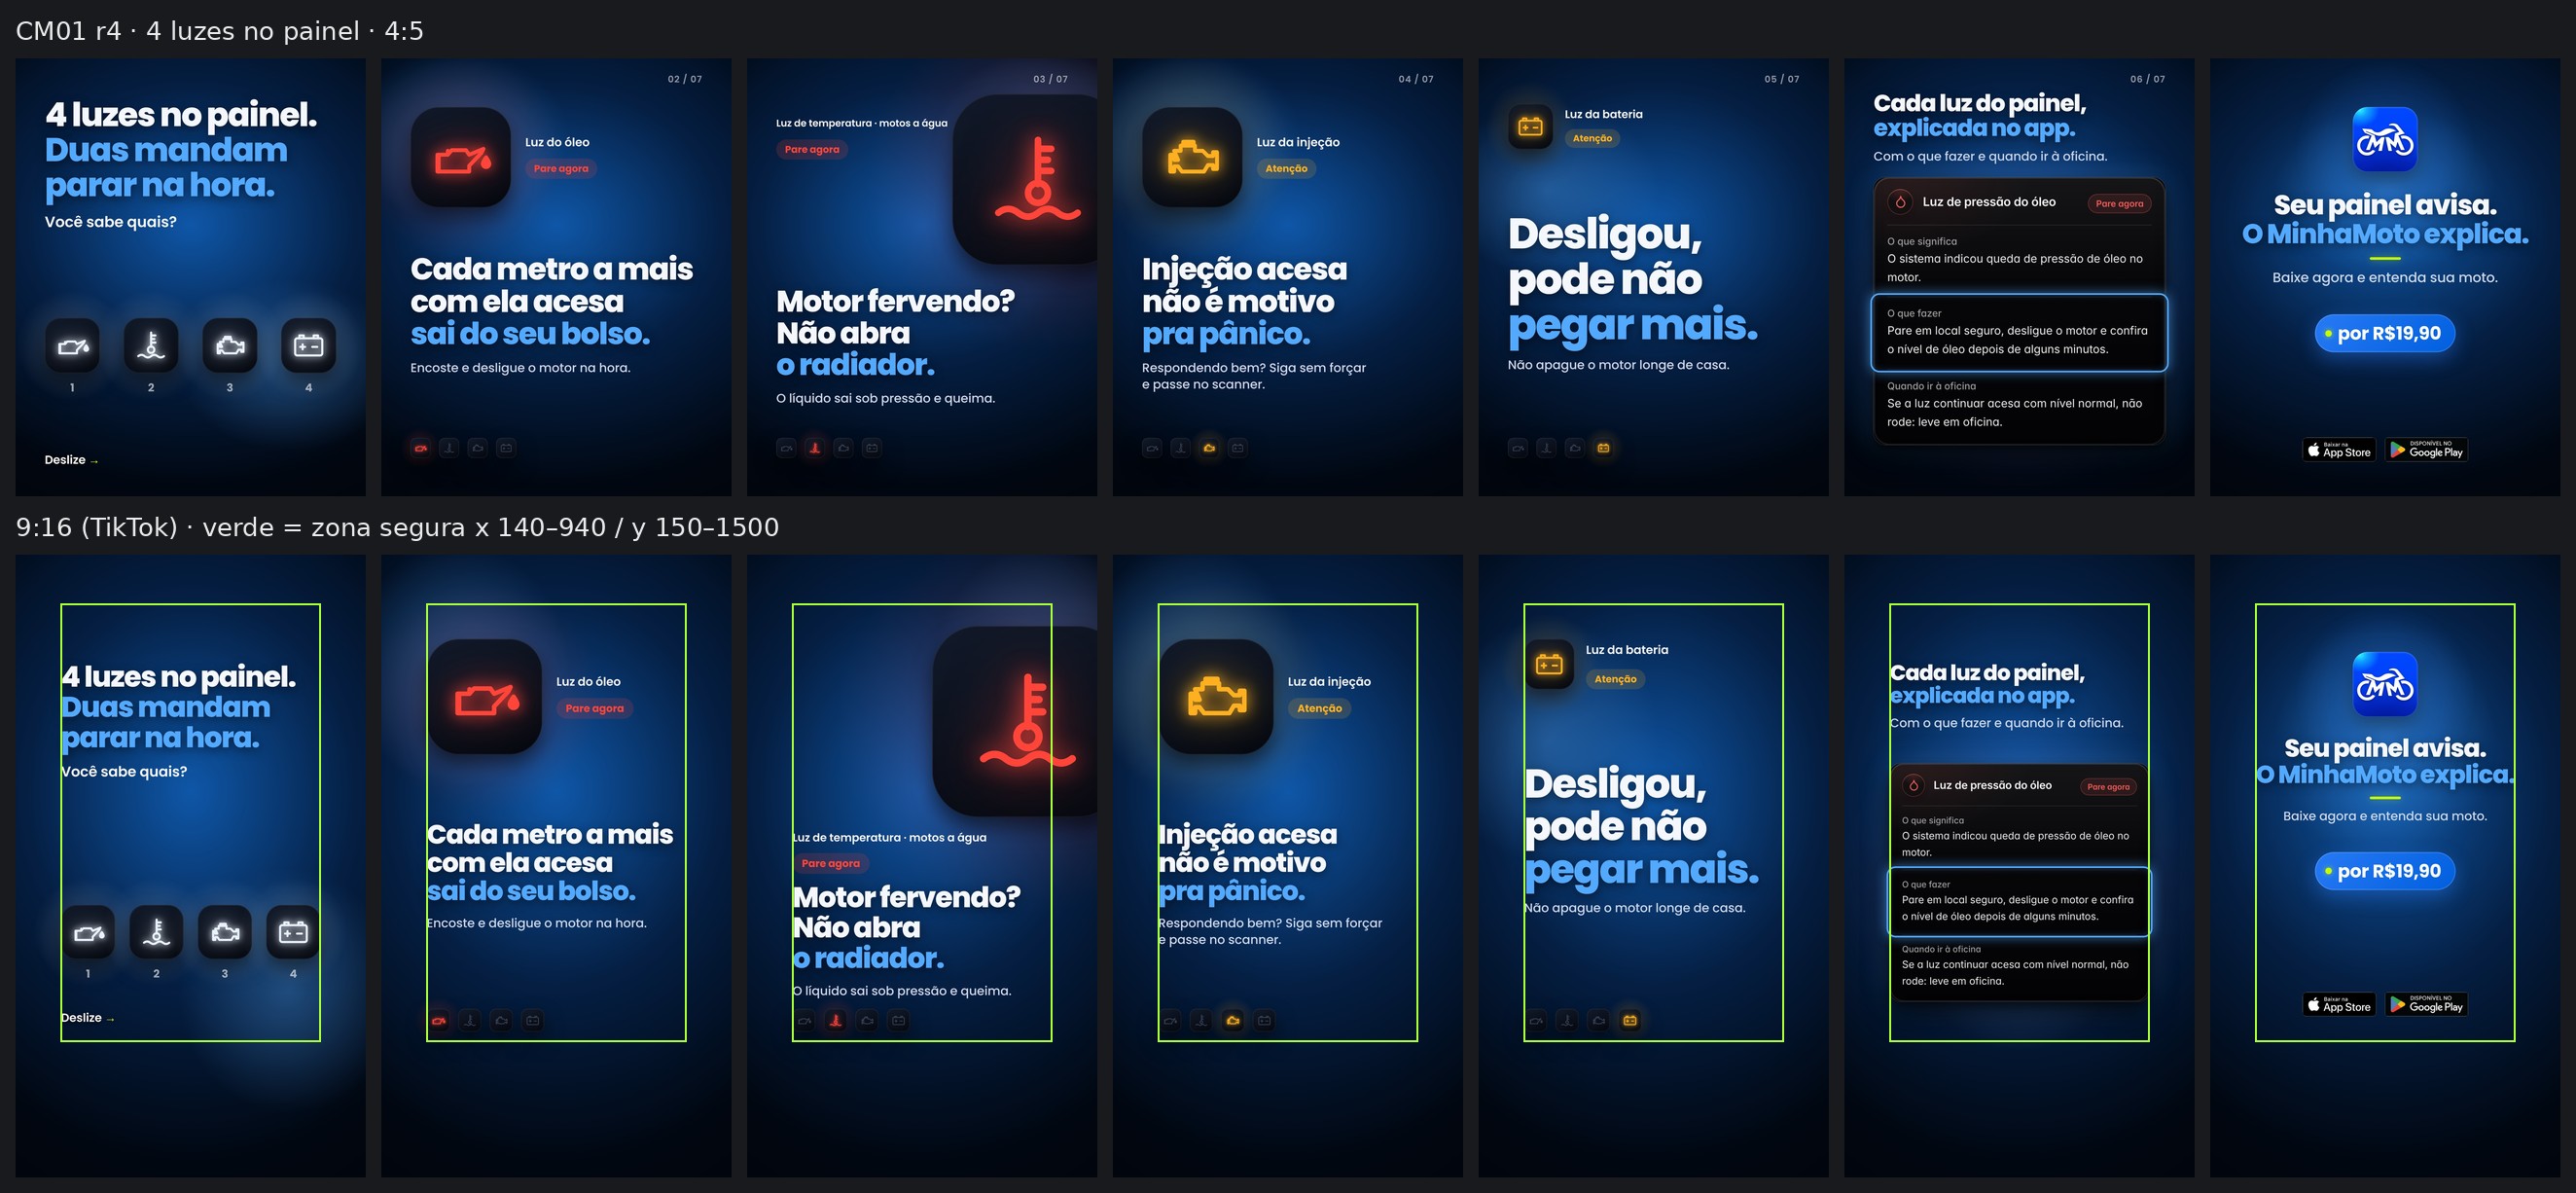 CM01 r4 · 4 luzes no painel · 4:5
4 luzes no painel.
Duas mandam
parar na hora.
Você sabe quais?
1 2 3 4
Deslize →
02 / 07
Luz do óleo
Pare agora
Cada metro a mais
com ela acesa
sai do seu bolso.
Encoste e desligue o motor na hora.
03 / 07
Luz de temperatura · motos a água
Pare agora
Motor fervendo?
Não abra
o radiador.
O líquido sai sob pressão e queima.
04 / 07
Luz da injeção
Atenção
Injeção acesa
não é motivo
pra pânico.
Respondendo bem? Siga sem forçar
e passe no scanner.
05 / 07
Luz da bateria
Atenção
Desligou,
pode não
pegar mais.
Não apague o motor longe de casa.
06 / 07
Cada luz do painel,
explicada no app.
Com o que fazer e quando ir à oficina.
Luz de pressão do óleo
Pare agora
O que significa
O sistema indicou queda de pressão de óleo no
motor.
O que fazer
Pare em local seguro, desligue o motor e confira
o nível de óleo depois de alguns minutos.
Quando ir à oficina
Se a luz continuar acesa com nível normal, não
rode: leve em oficina.
MM
Seu painel avisa.
O MinhaMoto explica.
Baixe agora e entenda sua moto.
por R$19,90
Baixar na
App Store
DISPONÍVEL NO
Google Play
9:16 (TikTok) · verde = zona segura x 140–940 / y 150–1500
4 luzes no painel.
Duas mandam
parar na hora.
Você sabe quais?
1 2 3 4
Deslize →
Luz do óleo
Pare agora
Cada metro a mais
com ela acesa
sai do seu bolso.
Encoste e desligue o motor na hora.
Luz de temperatura · motos a água
Pare agora
Motor fervendo?
Não abra
o radiador.
O líquido sai sob pressão e queima.
Luz da injeção
Atenção
Injeção acesa
não é motivo
pra pânico.
Respondendo bem? Siga sem forçar
e passe no scanner.
Luz da bateria
Atenção
Desligou,
pode não
pegar mais.
Não apague o motor longe de casa.
Cada luz do painel,
explicada no app.
Com o que fazer e quando ir à oficina.
Luz de pressão do óleo
Pare agora
O que significa
O sistema indicou queda de pressão de óleo no
motor.
O que fazer
Pare em local seguro, desligue o motor e confira
o nível de óleo depois de alguns minutos.
Quando ir à oficina
Se a luz continuar acesa com nível normal, não
rode: leve em oficina.
MM
Seu painel avisa.
O MinhaMoto explica.
Baixe agora e entenda sua moto.
por R$19,90
Baixar na
App Store
DISPONÍVEL NO
Google Play